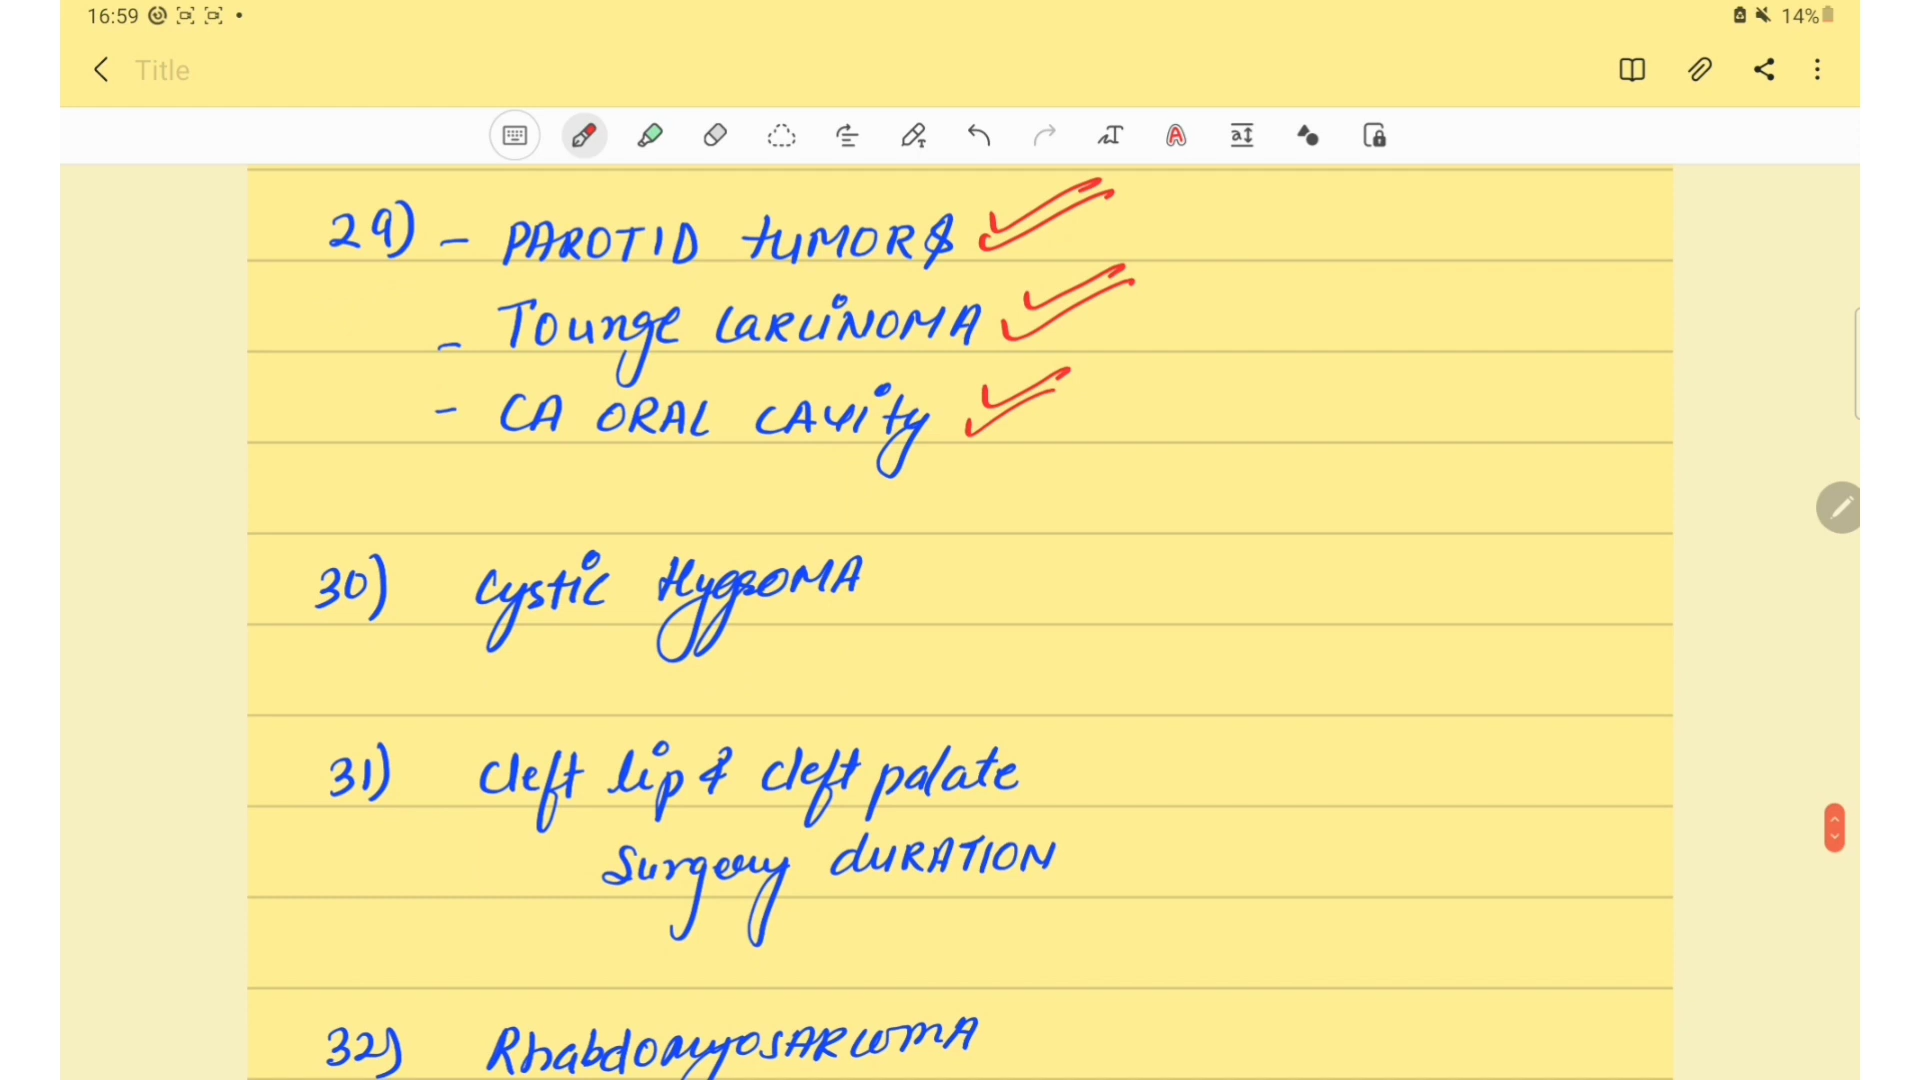 16:59
14%
Title
29) - PAROTID tUMORS
- Tounge CARCINOMA
- CA ORAL CAVity
30) Cystic HygROMA
31) Cleft lip & cleft palate
Surgery dURATION
32) RhabdomyosARCOMA